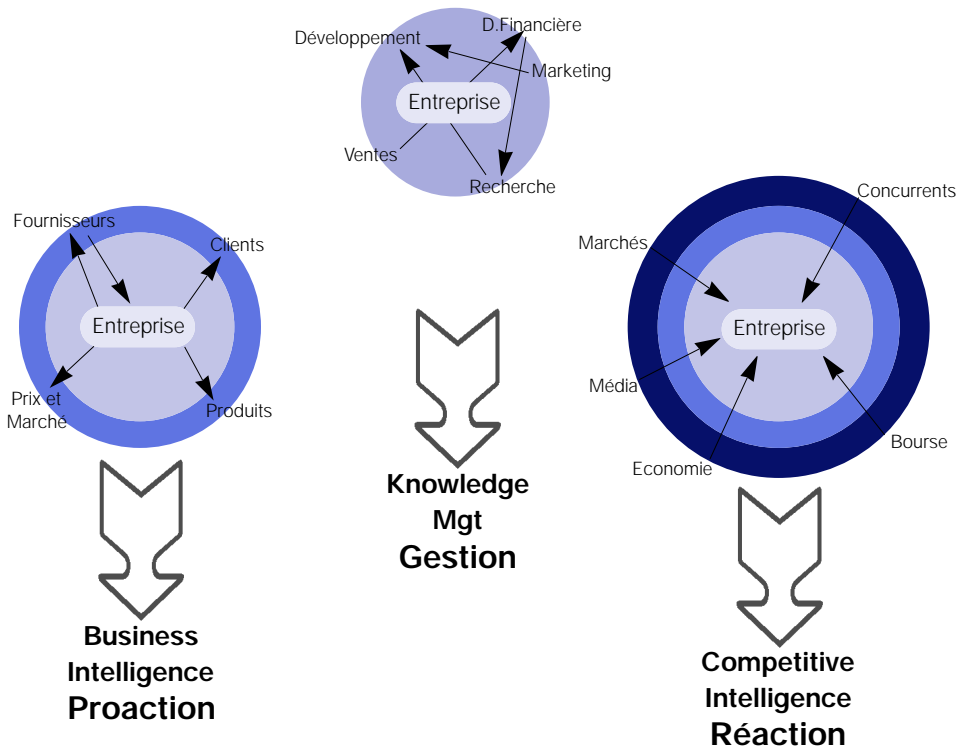 D.Financière
Développement
Marketing
Entreprise
Ventes
Recherche
Fournisseurs
Clients
Entreprise
Prix et
Marché
Produits
Concurrents
Marchés
Entreprise
Média
Bourse
Economie
Knowledge
Mgt
Gestion
Business
Intelligence
Proaction
Competitive
Intelligence
Réaction